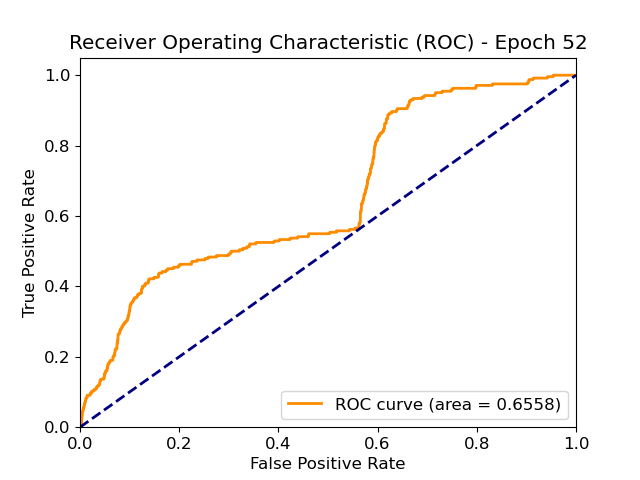 Receiver Operating Characteristic (ROC) - Epoch 52
True Positive Rate
1.0
0.8
0.6
0.4
0.2
0.0
ROC curve (area = 0.6558)
0.0 0.2 0.4 0.6 0.8 1.0
False Positive Rate